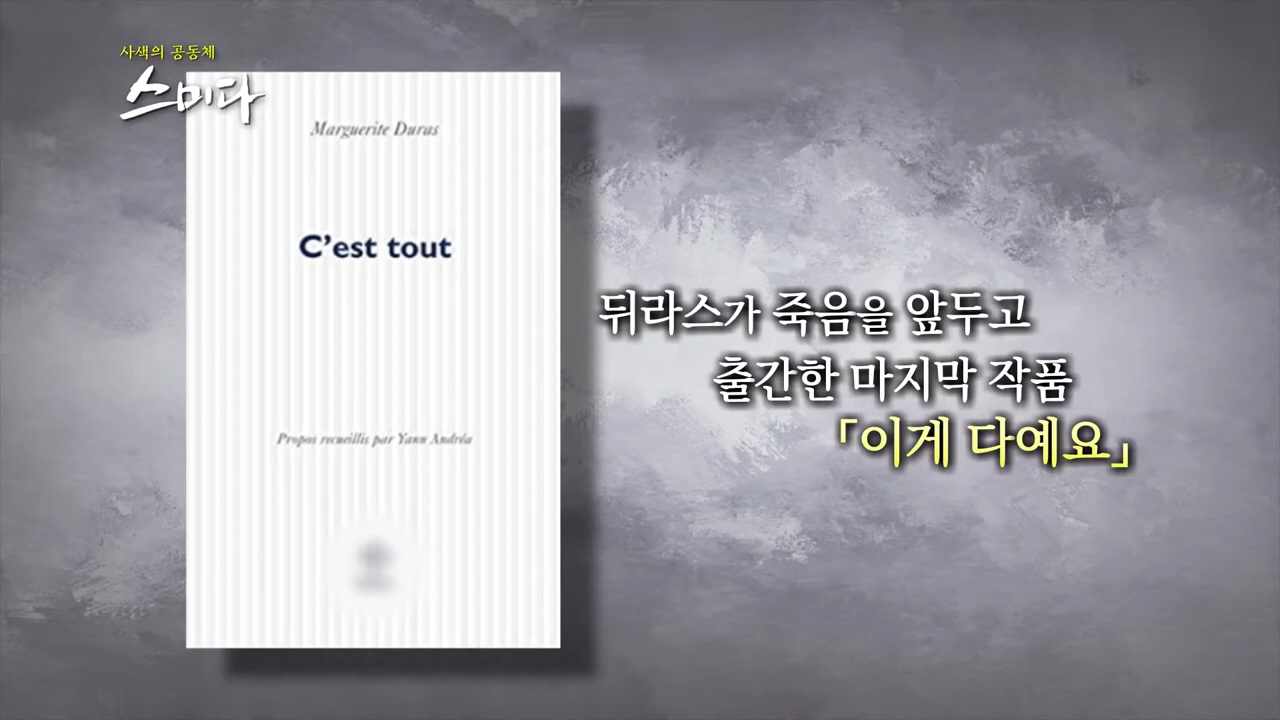 사색의 공동체
스미다
Marguerite Duras
C'est tout
Propos recueillis par Yann Andréa
뒤라스가 죽음을 앞두고
출간한 마지막 작품
「이게 다예요」